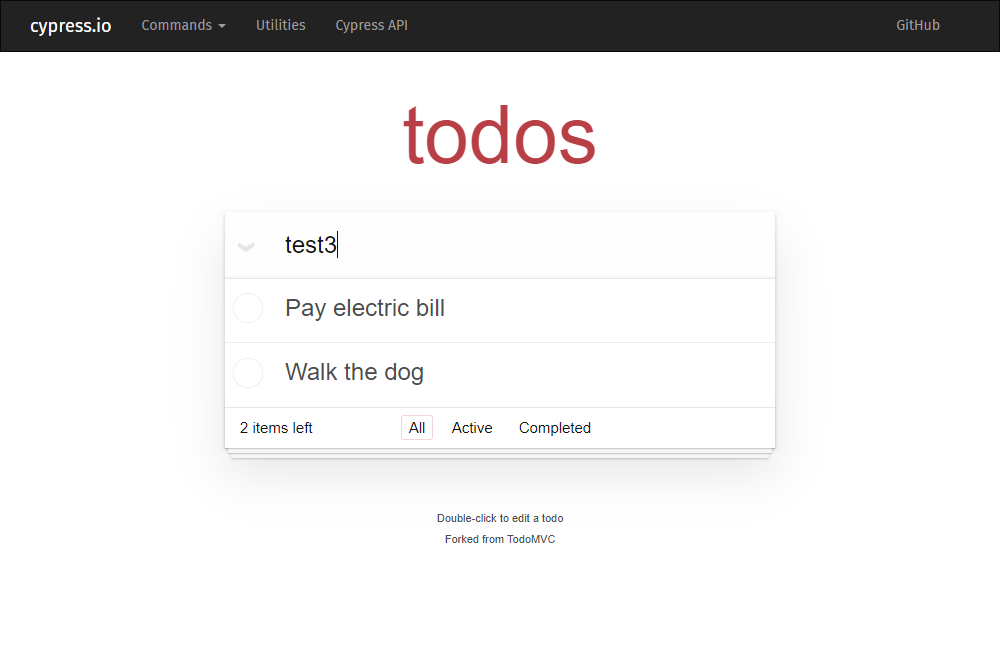 cypress.io Commands Utilities Cypress API GitHub
todos
test3
Pay electric bill
Walk the dog
2 items left All Active Completed
Double-click to edit a todo
Forked from TodoMVC